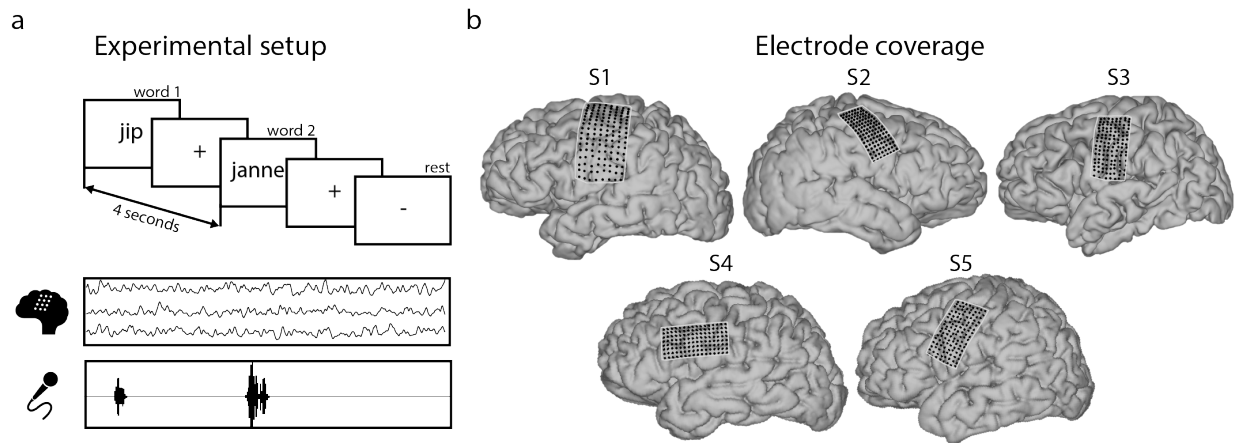 a
Experimental setup
word 1
jip
+
word 2
janne
+
rest
-
4 seconds
b
Electrode coverage
S1
S2
S3
S4
S5